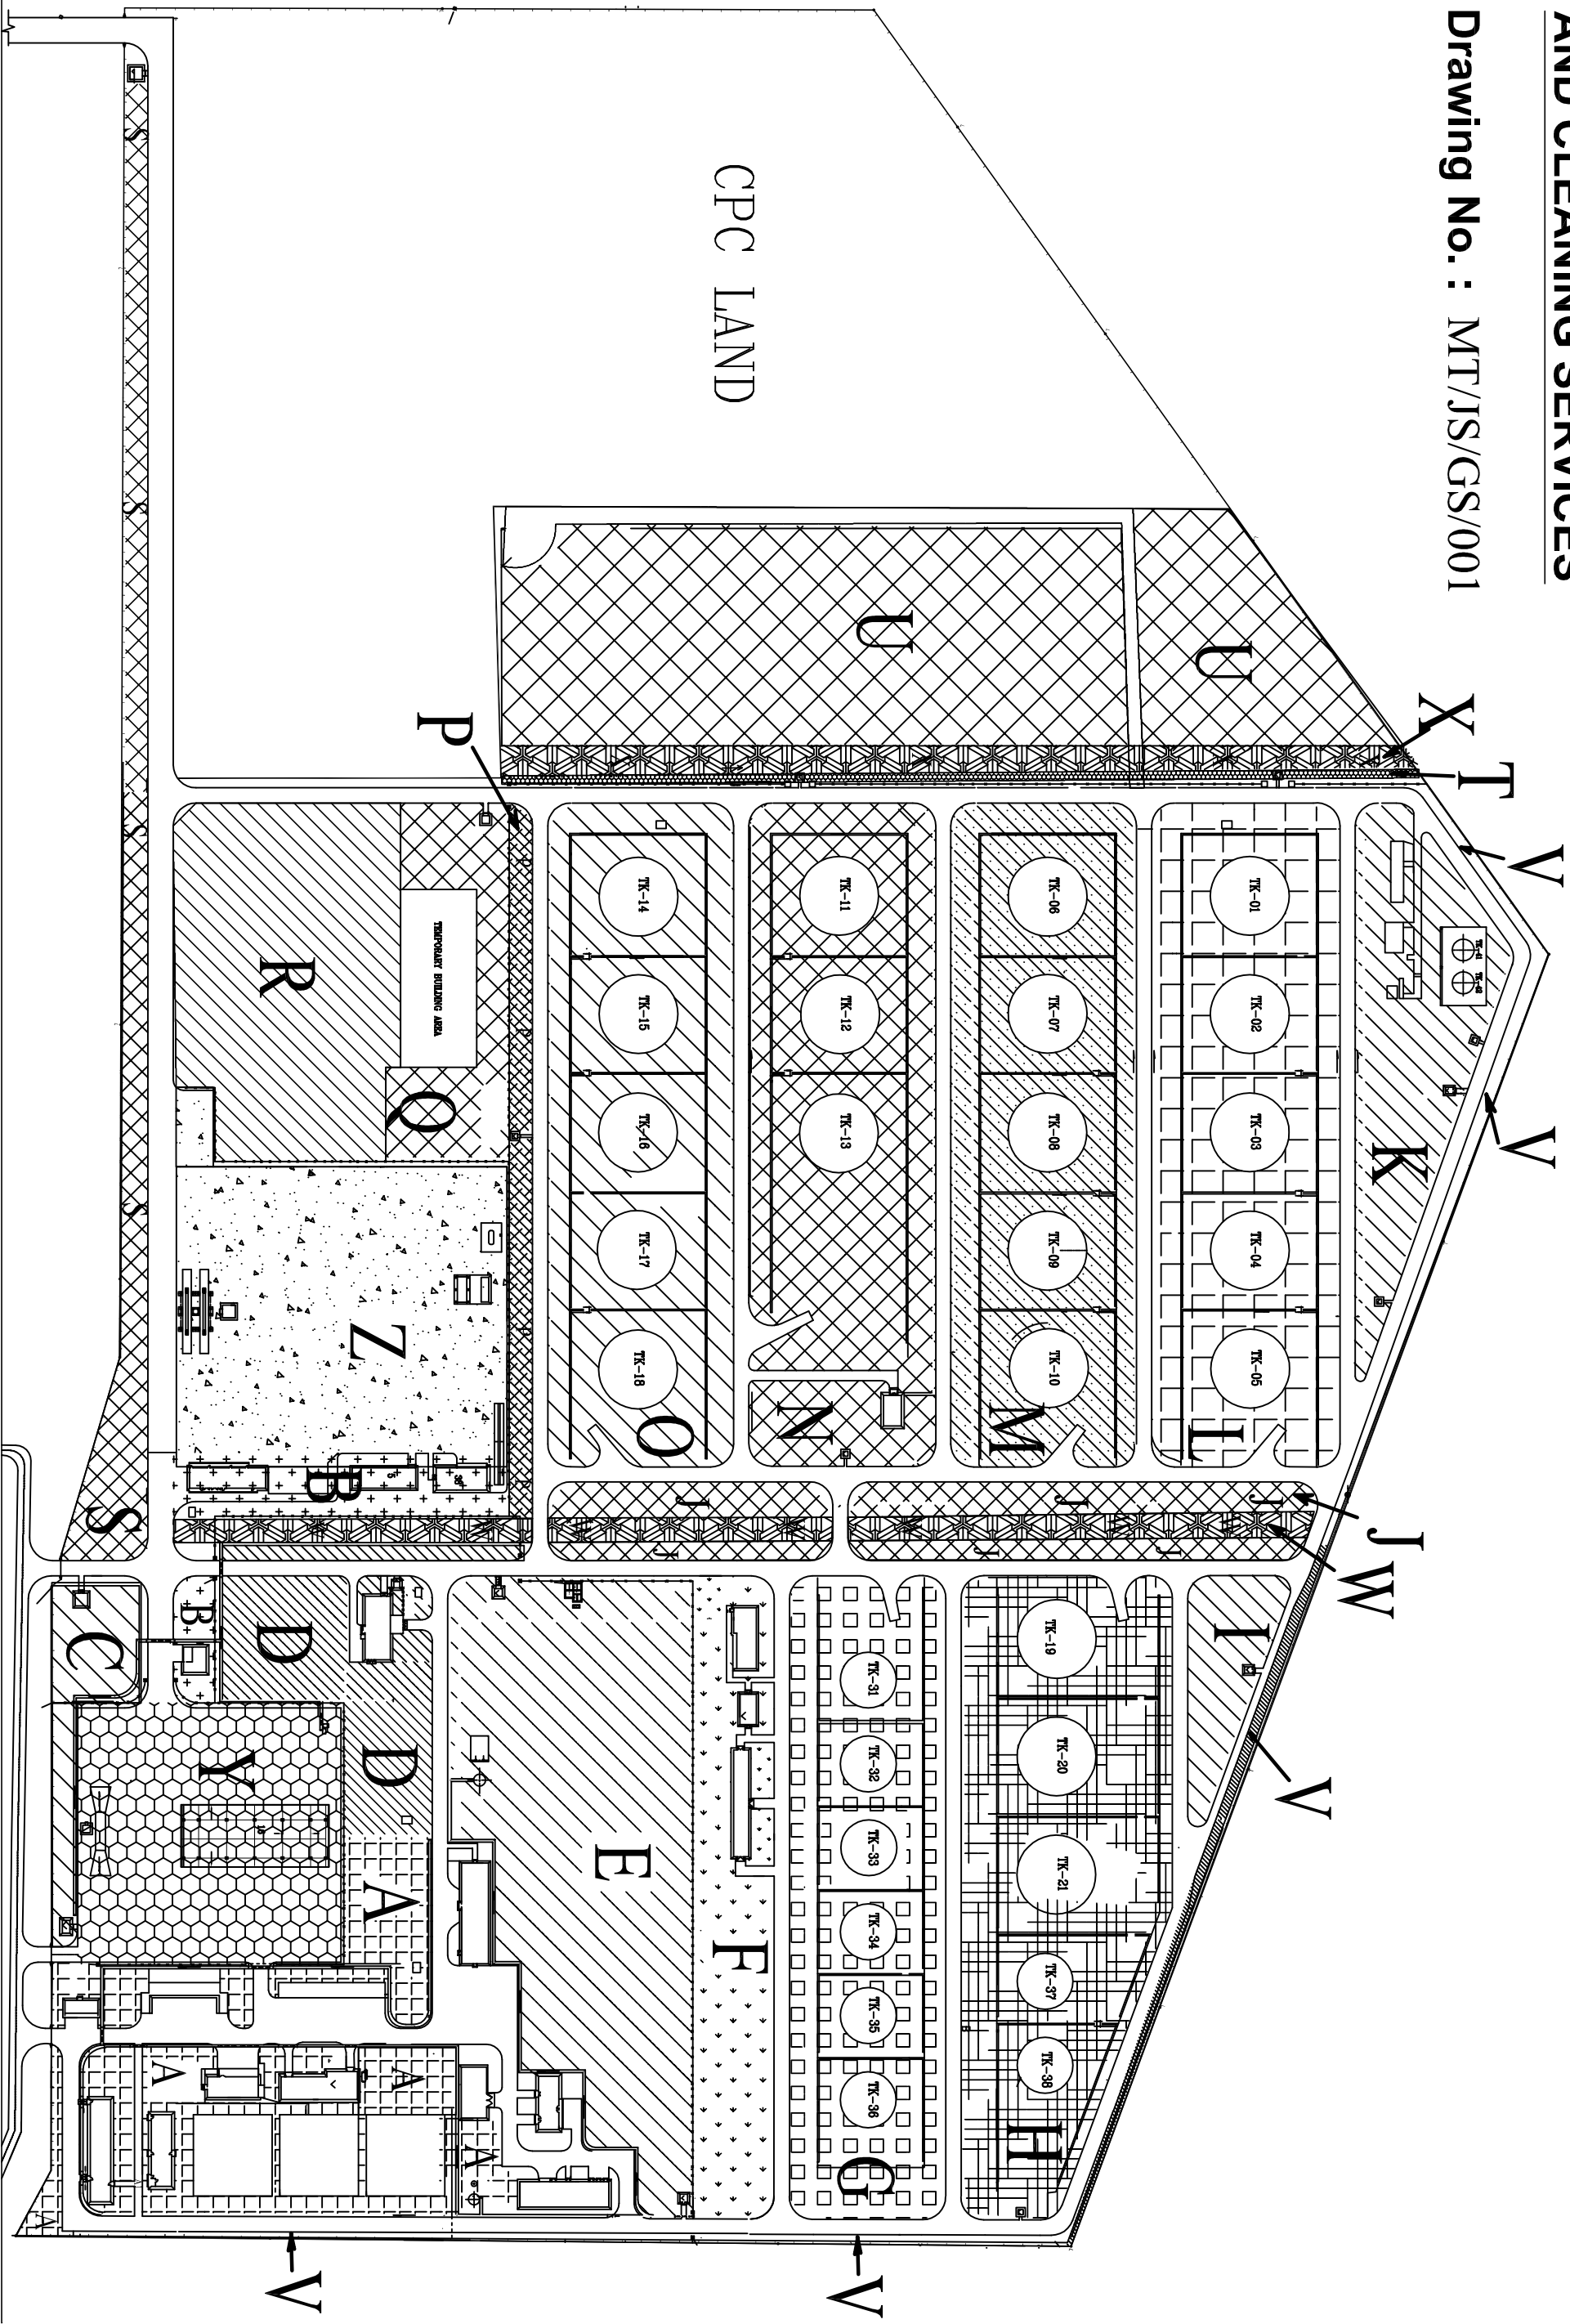 AND CLEANING SERVICES
Drawing No. : MT/JS/GS/001
CPC LAND
U
U
X
T
V
V
P
K
TK-01
TK-02
TK-03
TK-04
TK-05
L
TK-06
TK-07
TK-08
TK-09
TK-10
M
TK-11
TK-12
TK-13
N
TK-14
TK-15
TK-16
TK-17
TK-18
O
TEMPORARY BUILDING AREA
R
Q
Z
B
S
S
S
S
S
J
W
J
J
J
J
J
J
W
W
W
W
I
V
TK-19
TK-20
TK-21
TK-37
TK-38
H
TK-31
TK-32
TK-33
TK-34
TK-35
TK-36
G
F
E
D
D
B
C
Y
A
A
A
A
A
V
V